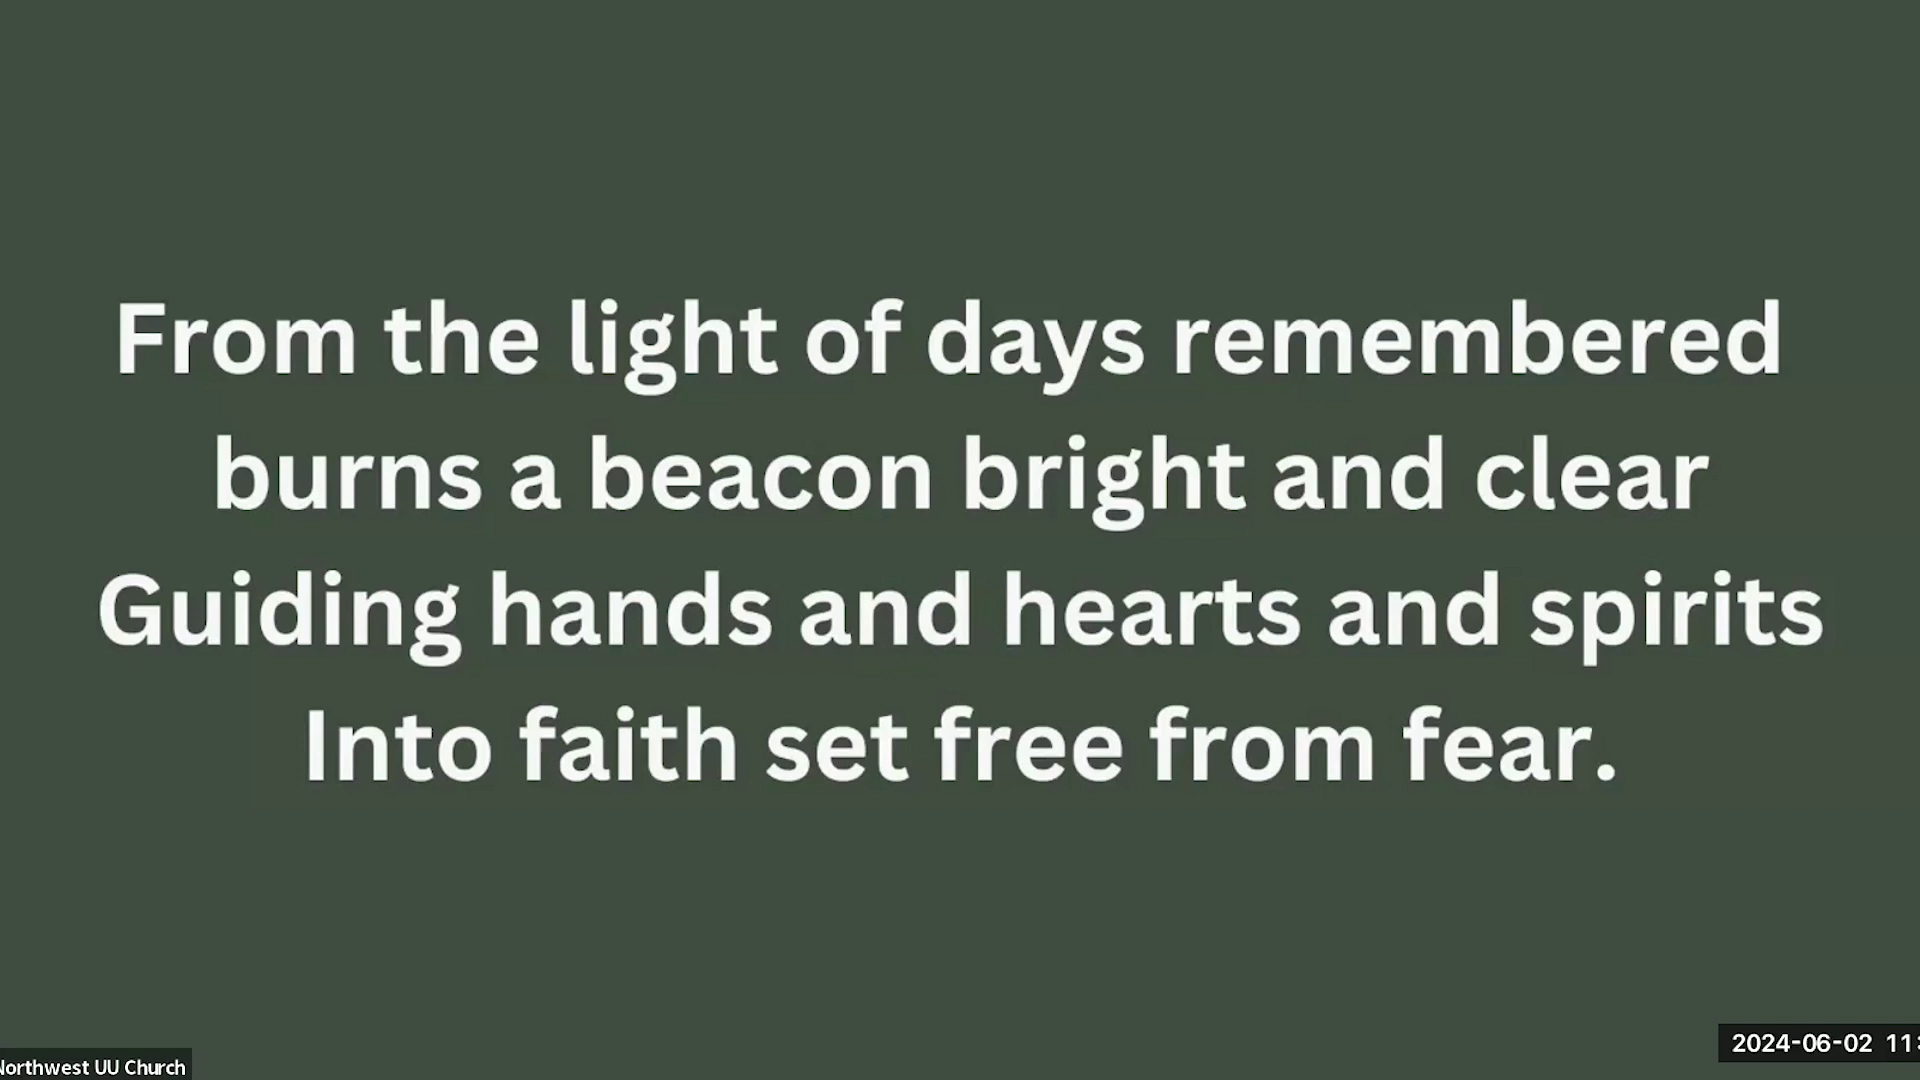 From the light of days remembered
burns a beacon bright and clear
Guiding hands and hearts and spirits
Into faith set free from fear.
2024-06-02 11:
Northwest UU Church